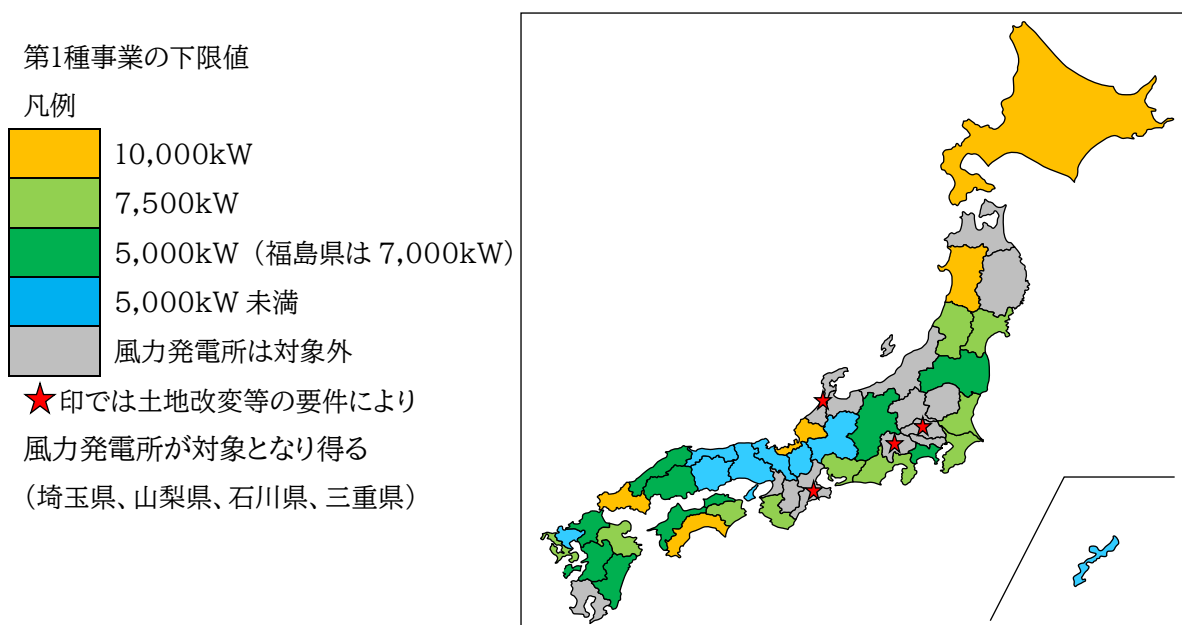 第1種事業の下限値
凡例
10,000kW
7,500kW
5,000kW（福島県は 7,000kW）
5,000kW 未満
風力発電所は対象外
★印では土地改変等の要件により
風力発電所が対象となり得る
（埼玉県、山梨県、石川県、三重県）